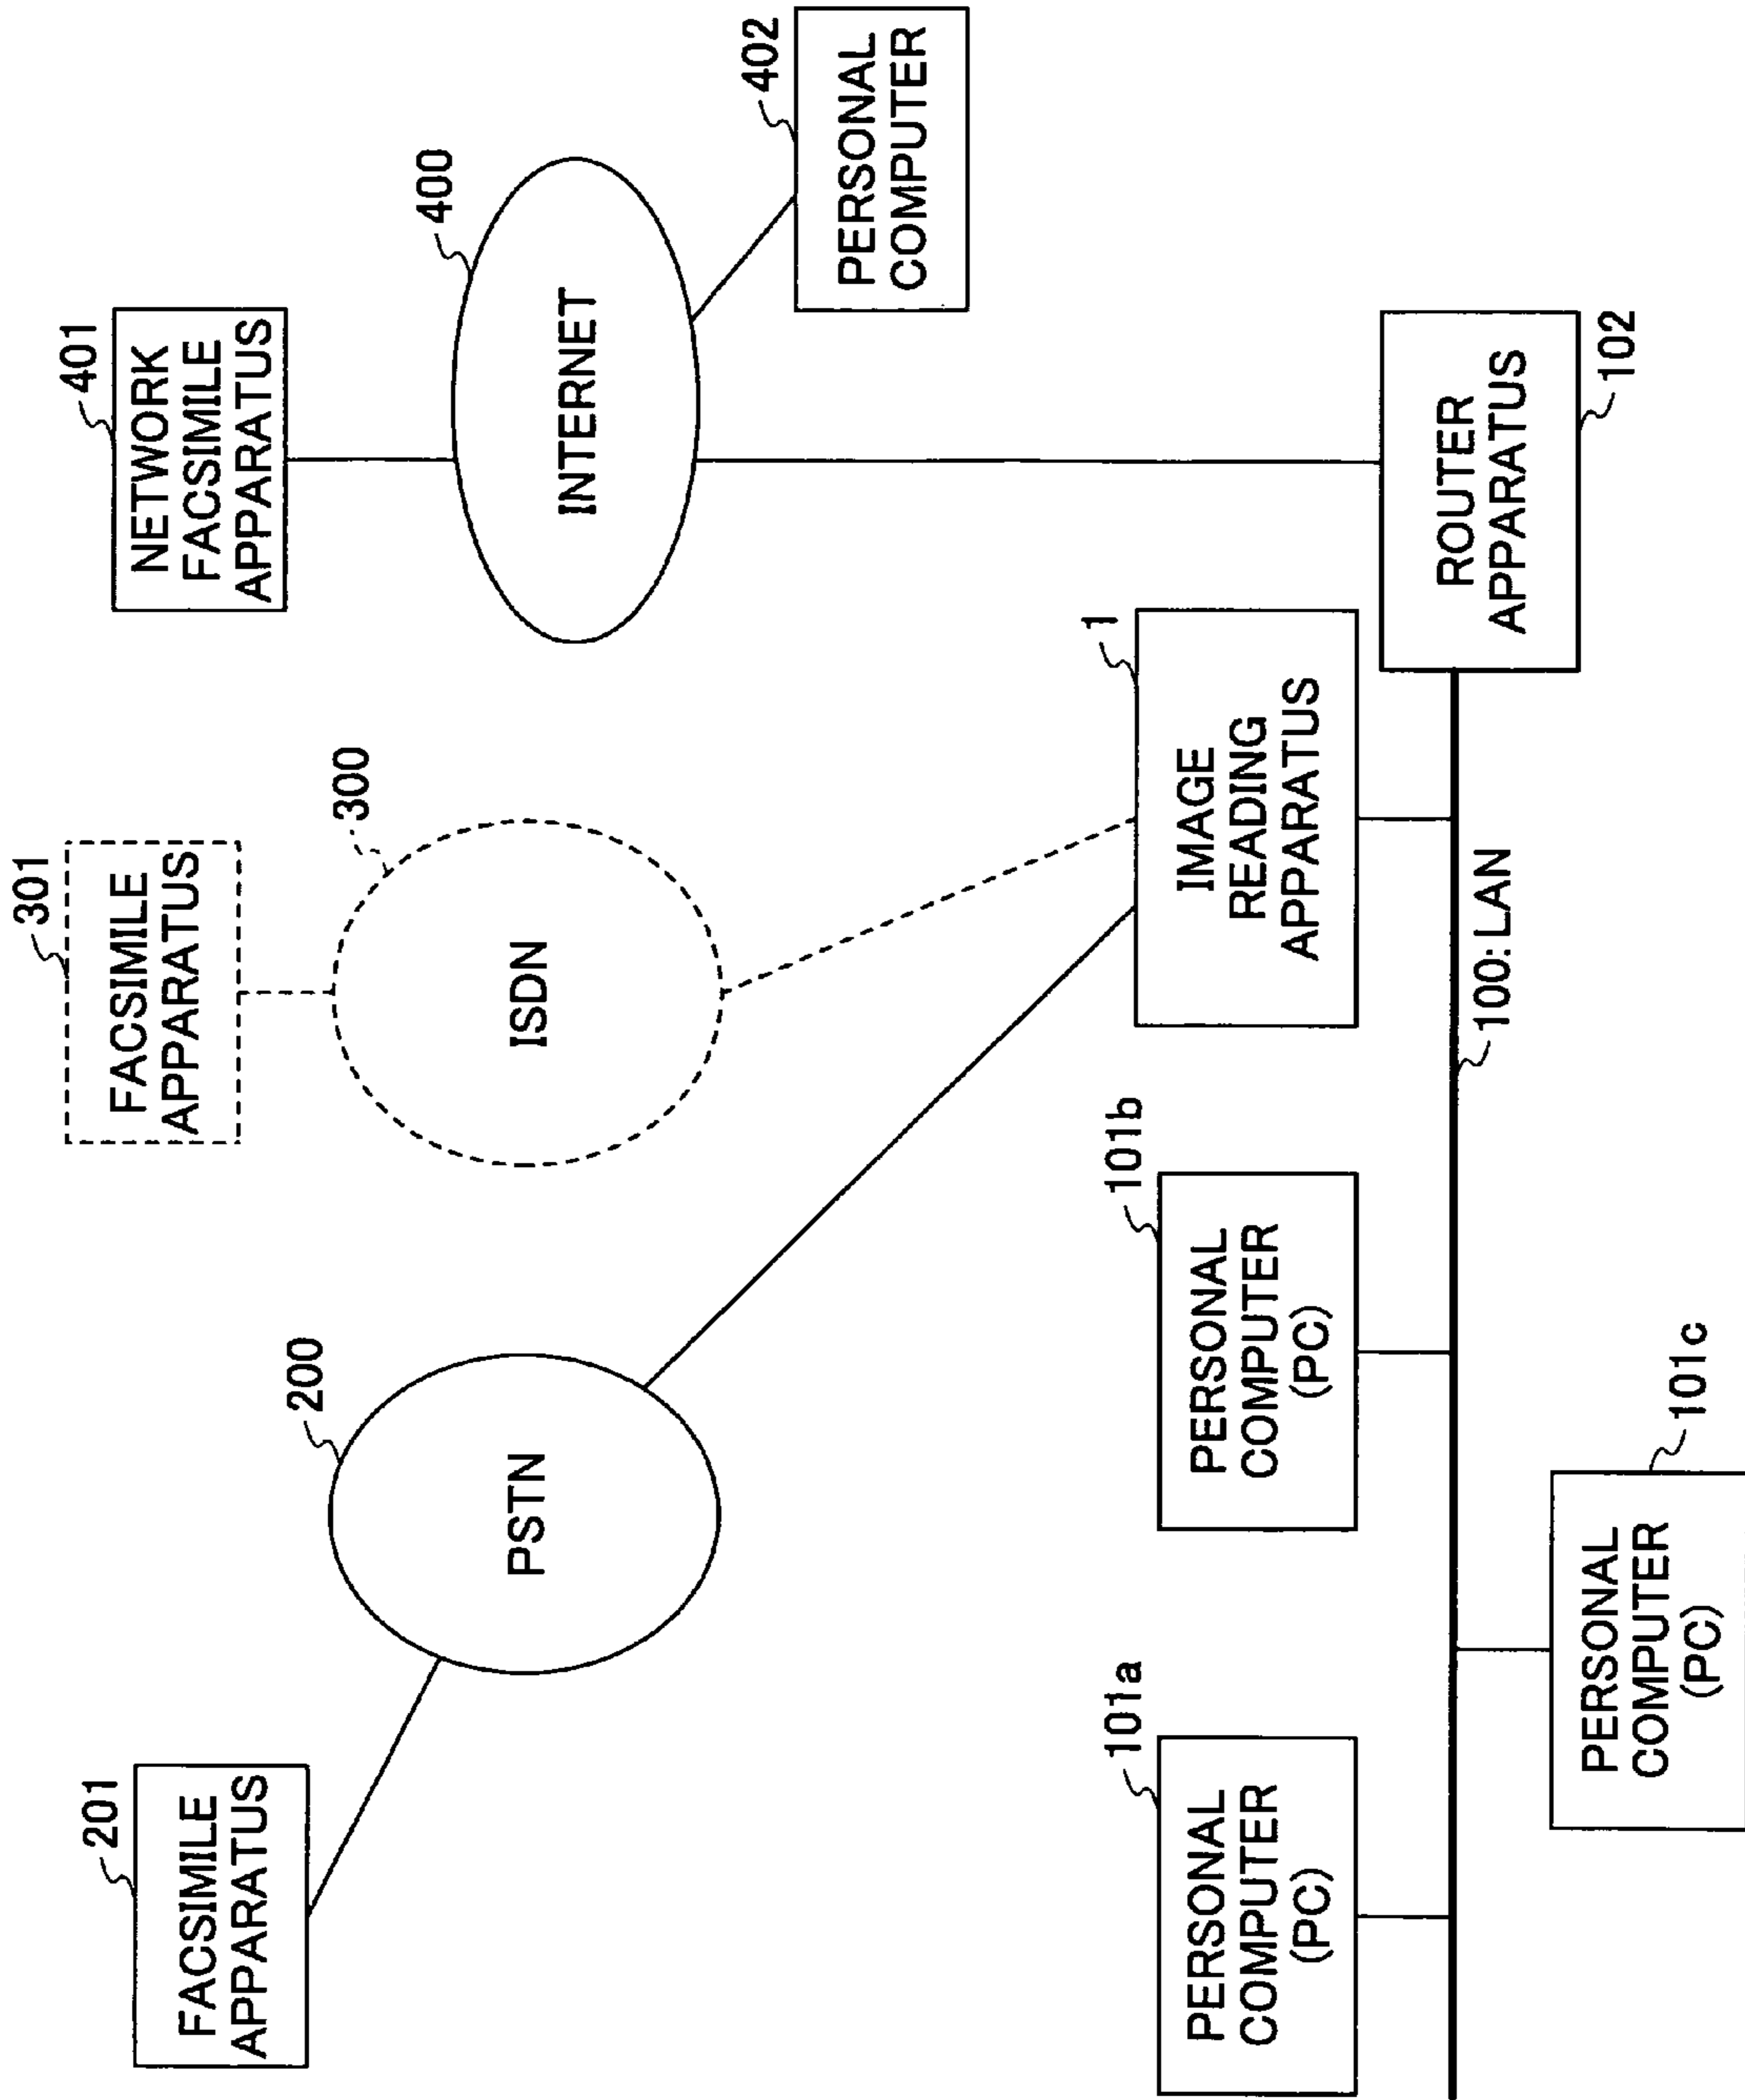 201
FACSIMILE
APPARATUS
200
PSTN
301
FACSIMILE
APPARATUS
300
ISDN
401
NETWORK
FACSIMILE
APPARATUS
400
INTERNET
402
PERSONAL
COMPUTER
101a
PERSONAL
COMPUTER
(PC)
101b
PERSONAL
COMPUTER
(PC)
1
IMAGE
READING
APPARATUS
100:LAN
101c
PERSONAL
COMPUTER
(PC)
ROUTER
APPARATUS
102